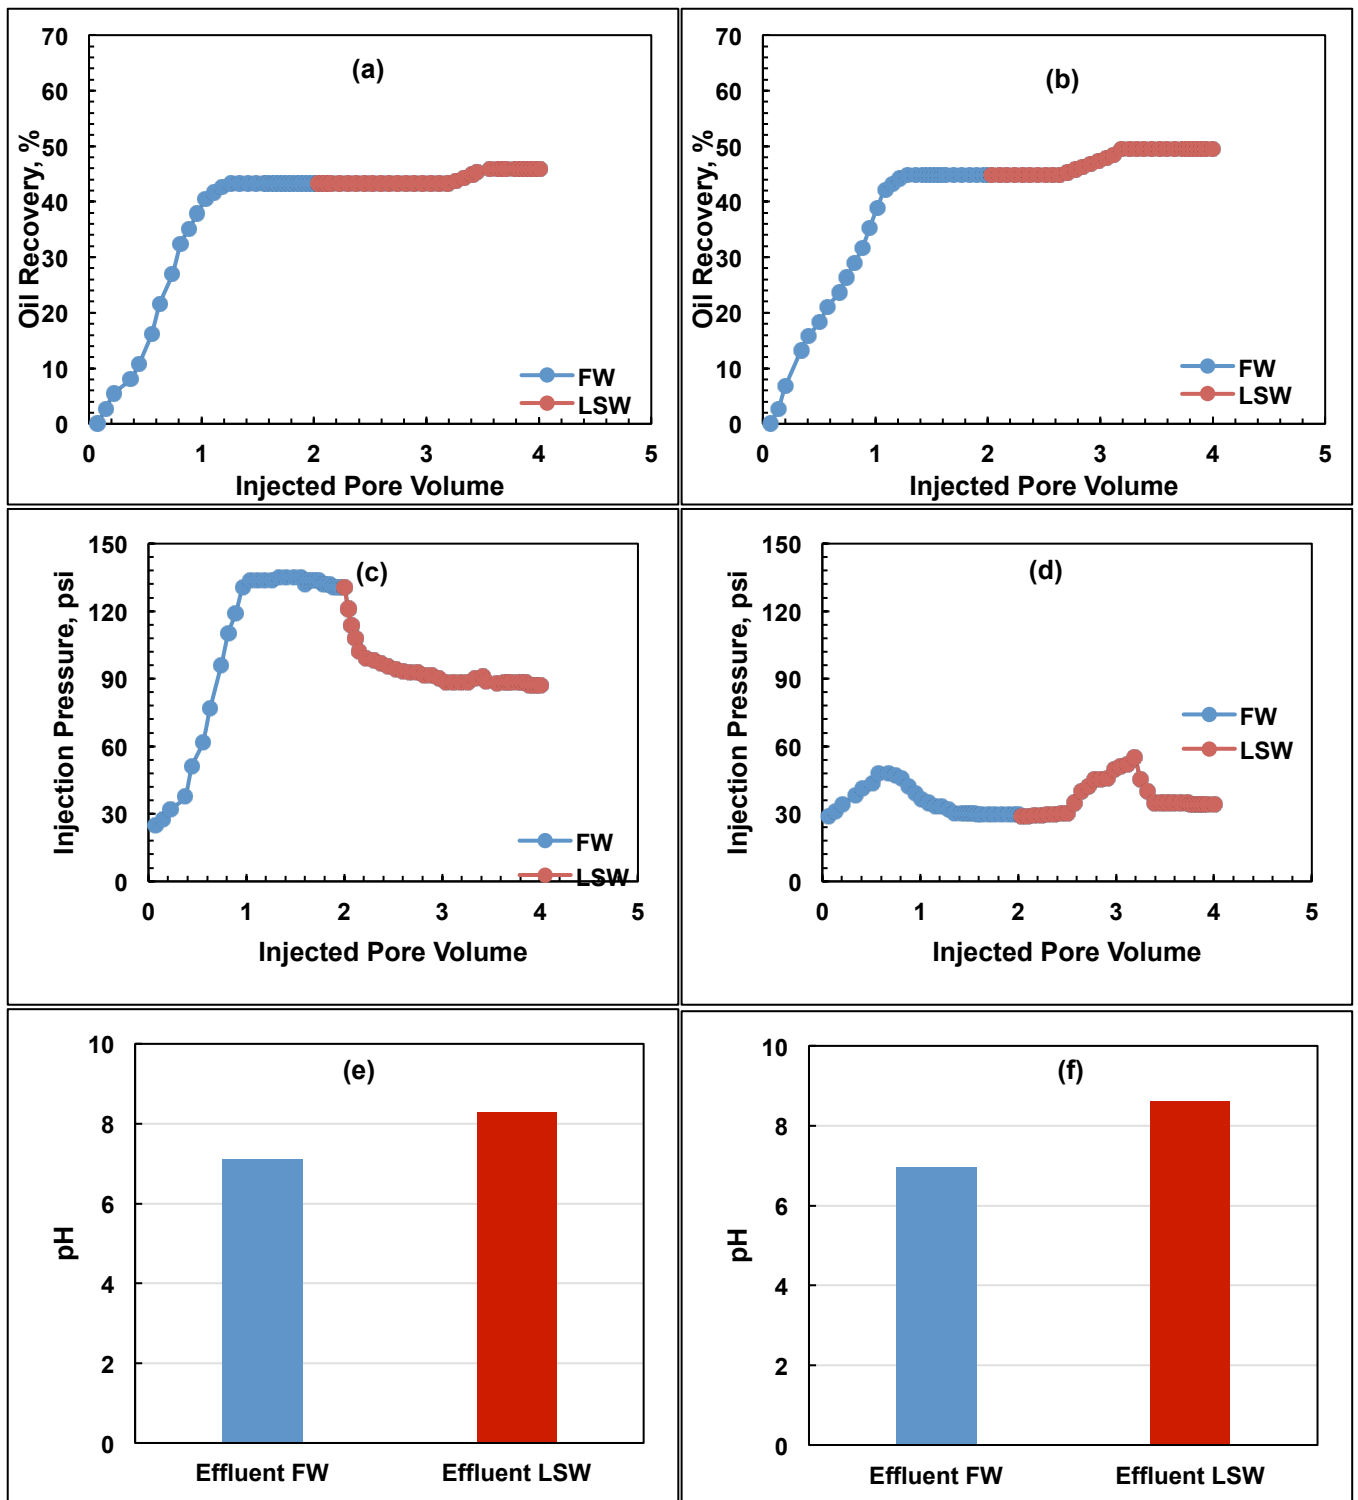 (a)
Oil Recovery, %
70
60
50
40
30
20
10
0
0 1 2 3 4 5
Injected Pore Volume
FW
LSW
(b)
Oil Recovery, %
70
60
50
40
30
20
10
0
0 1 2 3 4 5
Injected Pore Volume
FW
LSW
(c)
Injection Pressure, psi
150
120
90
60
30
0
0 1 2 3 4 5
Injected Pore Volume
FW
LSW
(d)
Injection Pressure, psi
150
120
90
60
30
0
0 1 2 3 4 5
Injected Pore Volume
FW
LSW
(e)
pH
10
8
6
4
2
0
Effluent FW Effluent LSW
(f)
pH
10
8
6
4
2
0
Effluent FW Effluent LSW